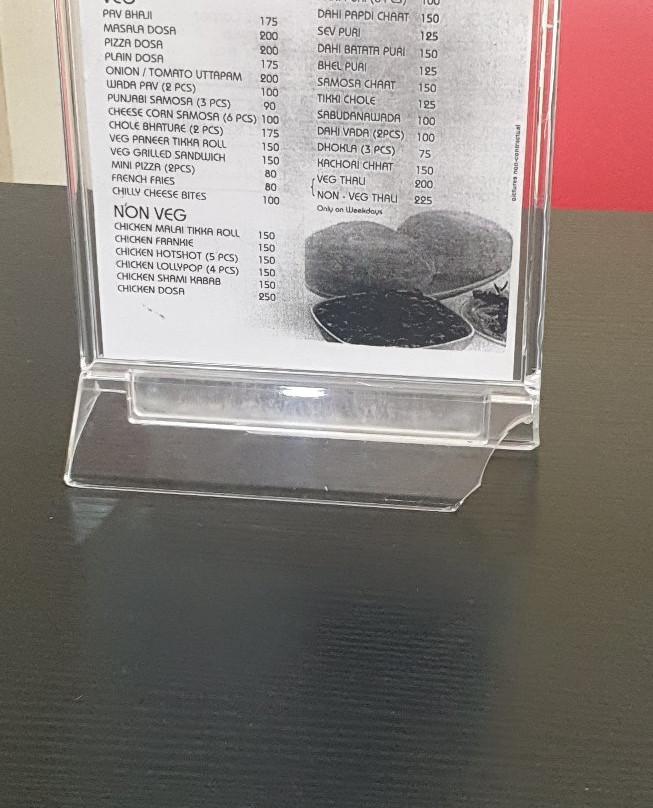 VEG
PAV BHAJI 175
MASALA DOSA 200
PIZZA DOSA 200
PLAIN DOSA 175
ONION / TOMATO UTTAPAM 200
WADA PAV (2 PCS) 100
PUNJABI SAMOSA (3 PCS) 90
CHEESE CORN SAMOSA (6 PCS) 100
CHOLE BHATURE (2 PCS) 175
VEG PANEER TIKKA ROLL 150
VEG GRILLED SANDWICH 150
MINI PIZZA (2PCS) 80
FRENCH FRIES 80
CHILLY CHEESE BITES 100
NON VEG
CHICKEN MALAI TIKKA ROLL 150
CHICKEN FRANKIE 150
CHICKEN HOTSHOT (5 PCS) 150
CHICKEN LOLLYPOP (4 PCS) 150
CHICKEN SHAMI KABAB 150
CHICKEN DOSA 250
100
DAHI PAPDI CHAAT 150
SEV PURI 125
DAHI BATATA PURI 150
BHEL PURI 125
SAMOSA CHAAT 150
TIKKI CHOLE 125
SABUDANAWADA 100
DAHI VADA (2PCS) 100
DHOKLA (3 PCS) 75
KACHORI CHHAT 150
VEG THALI 200
NON - VEG THALI 225
Only on Weekdays
pictures non-contractual